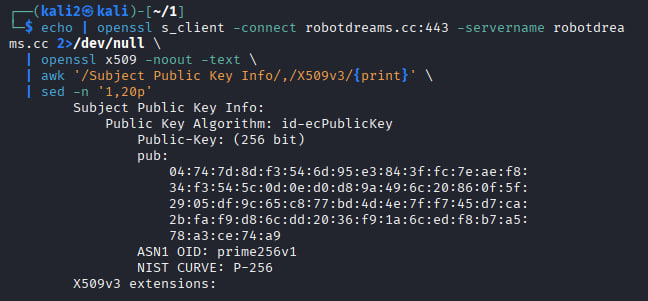 ┌──(kali2㉿kali)-[~/1]
└─$ echo | openssl s_client -connect robotdreams.cc:443 -servername robotdrea
ms.cc 2>/dev/null \
| openssl x509 -noout -text \
| awk '/Subject Public Key Info/,/X509v3/{print}' \
| sed -n '1,20p'
Subject Public Key Info:
Public Key Algorithm: id-ecPublicKey
Public-Key: (256 bit)
pub:
04:74:7d:8d:f3:54:6d:95:e3:84:3f:fc:7e:ae:f8:
34:f3:54:5c:0d:0e:d0:d8:9a:49:6c:20:86:0f:5f:
29:05:df:9c:65:c8:77:bd:4d:4e:7f:f7:45:d7:ca:
2b:fa:f9:d8:6c:dd:20:36:f9:1a:6c:ed:f8:b7:a5:
78:a3:ce:74:a9
ASN1 OID: prime256v1
NIST CURVE: P-256
X509v3 extensions: